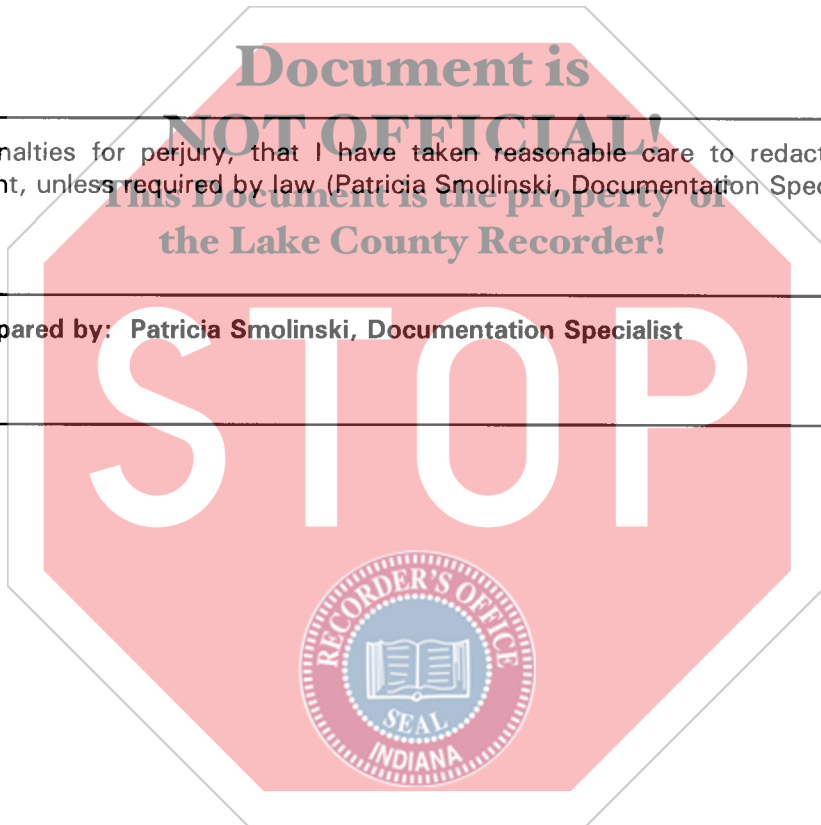 Document is
NOT OFFICIAL!
nalties for perjury, that I have taken reasonable care to redact
nt, unless required by law (Patricia Smolinski, Documentation Spec
This Document is the property of
the Lake County Recorder!
pared by: Patricia Smolinski, Documentation Specialist
STOP
RECORDER'S OFFICE
SEAL
INDIANA